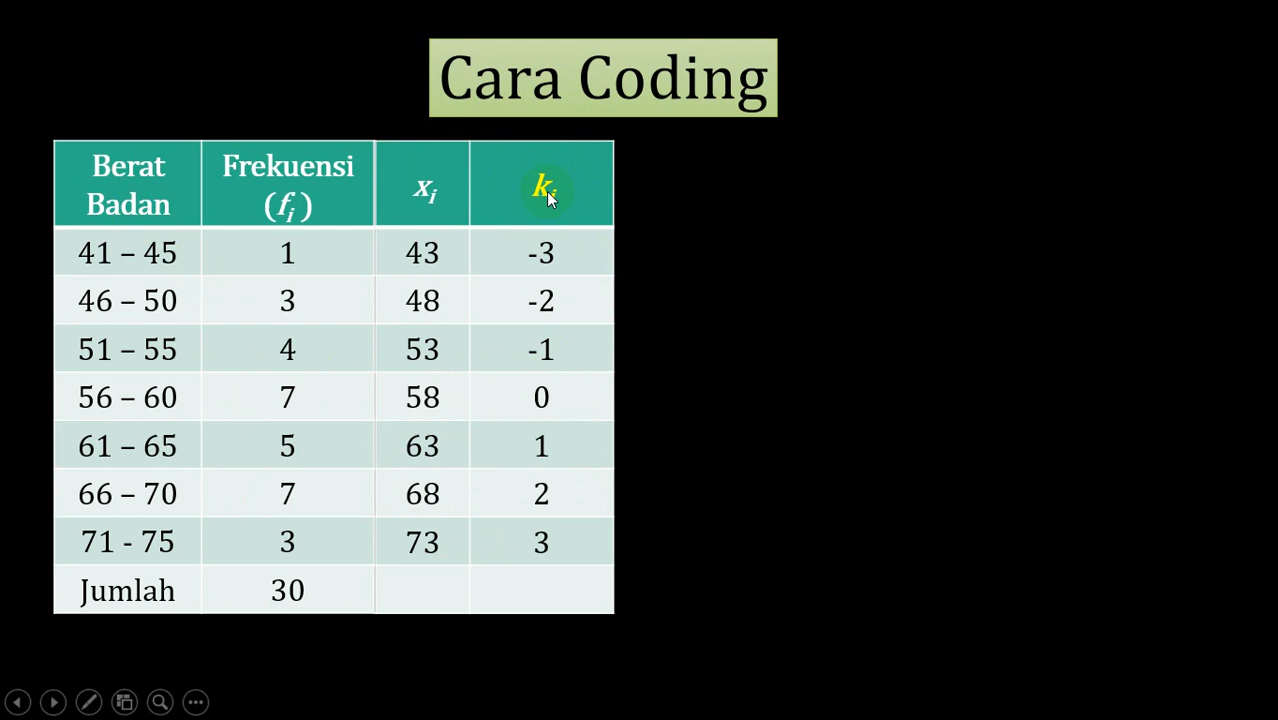 Cara Coding
Berat Badan Frekuensi (fi ) xi ki
41 – 45 1 43 -3
46 – 50 3 48 -2
51 – 55 4 53 -1
56 – 60 7 58 0
61 – 65 5 63 1
66 – 70 7 68 2
71 - 75 3 73 3
Jumlah 30